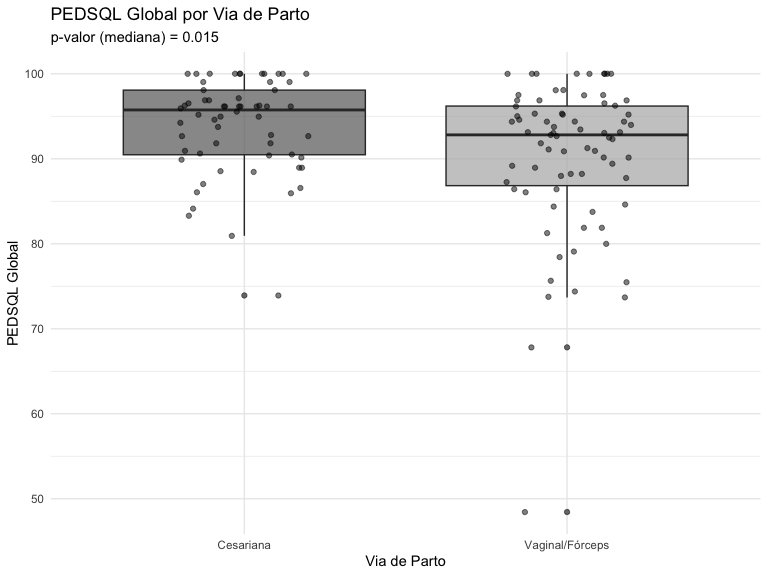 PEDSQL Global por Via de Parto
p-valor (mediana) = 0.015
PEDSQL Global
100
90
80
70
60
50
Cesariana
Vaginal/Fórceps
Via de Parto